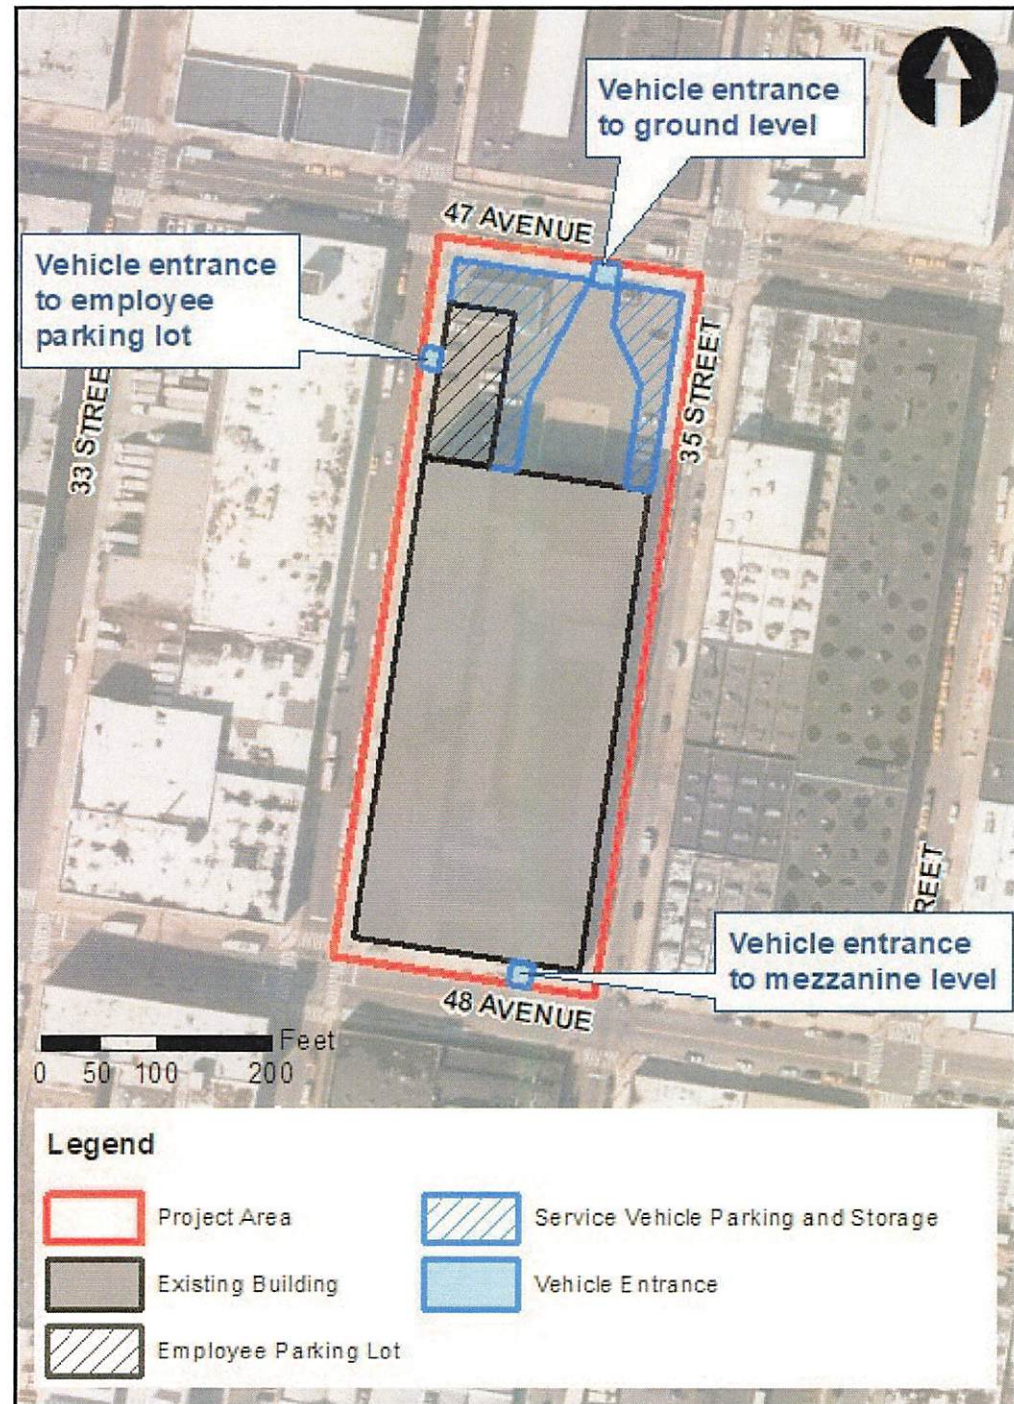 Vehicle entrance
to ground level
47 AVENUE
Vehicle entrance
to employee
parking lot
35 STREET
33 STREE
REET
Vehicle entrance
to mezzanine level
48 AVENUE
Feet
0 50 100 200
Legend
Project Area
Service Vehicle Parking and Storage
Existing Building
Vehicle Entrance
Employee Parking Lot